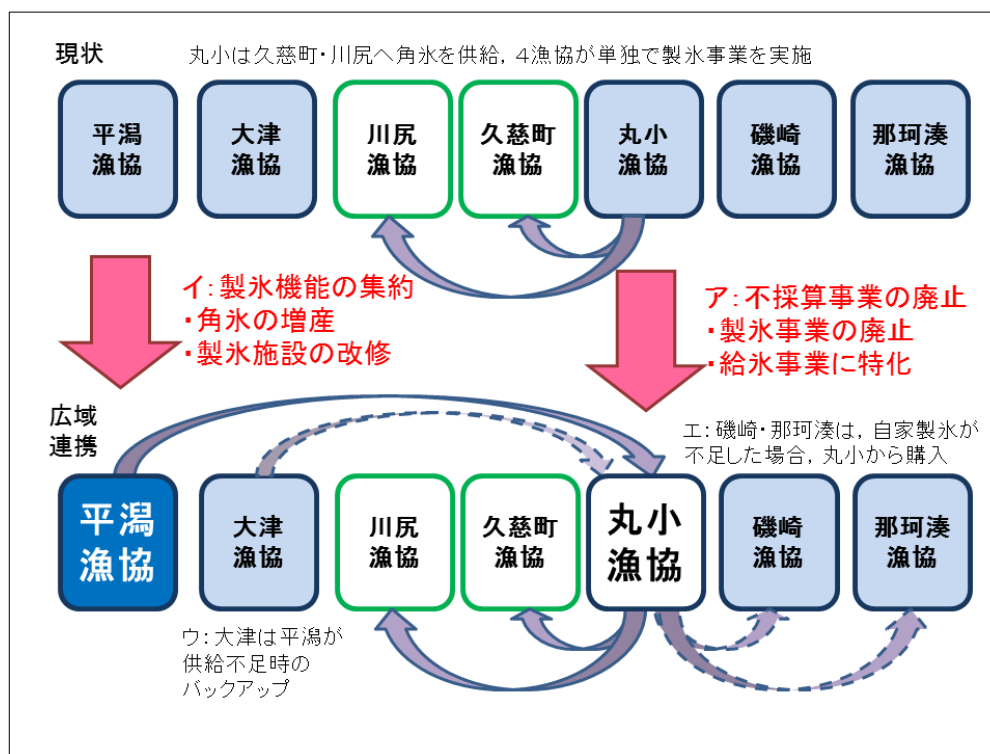 現状
丸小は久慈町・川尻へ角氷を供給，４漁協が単独で製氷事業を実施
平潟
漁協
大津
漁協
川尻
漁協
久慈町
漁協
丸小
漁協
磯崎
漁協
那珂湊
漁協
イ：製氷機能の集約
・角氷の増産
・製氷施設の改修
ア：不採算事業の廃止
・製氷事業の廃止
・給氷事業に特化
広域
連携
エ：磯崎・那珂湊は，自家製氷が
不足した場合，丸小から購入
平潟
漁協
大津
漁協
川尻
漁協
久慈町
漁協
丸小
漁協
磯崎
漁協
那珂湊
漁協
ウ：大津は平潟が
供給不足時の
バックアップ